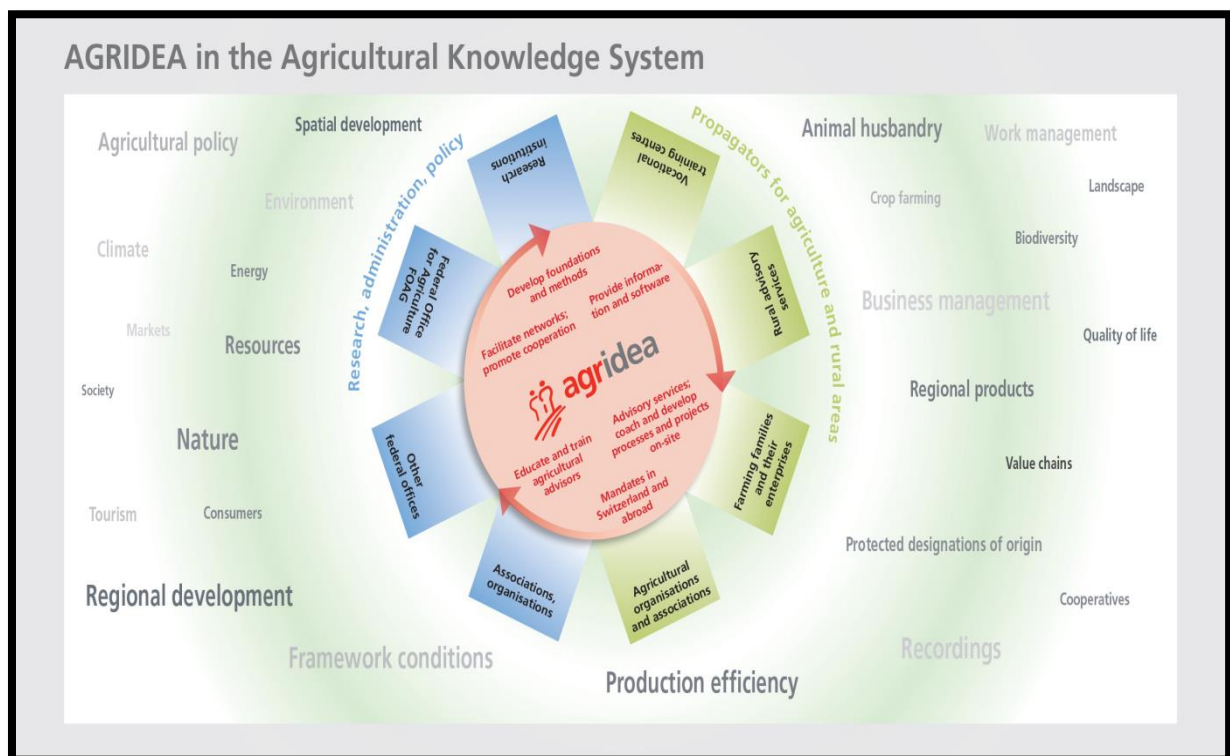 AGRIDEA in the Agricultural Knowledge System
Agricultural policy
Spatial development
Environment
Climate
Energy
Markets
Resources
Society
Nature
Tourism
Consumers
Regional development
Framework conditions
Research, administration, policy
Research
institutions
Federal Office
for Agriculture
FOAG
Other
federal offices
Associations,
organisations
Develop foundations
and methods
Provide informa-
tion and software
Facilitate networks;
promote cooperation
agridea
Advisory services;
coach and develop
processes and projects
on-site
Educate and train
agricultural
advisors
Mandates in
Switzerland and
abroad
Propagators for agriculture and rural areas
Vocational
training centres
Rural advisory
services
Farming families
and their
enterprises
Agricultural
organisations
and associations
Animal husbandry
Work management
Crop farming
Landscape
Biodiversity
Business management
Quality of life
Regional products
Value chains
Protected designations of origin
Cooperatives
Recordings
Production efficiency